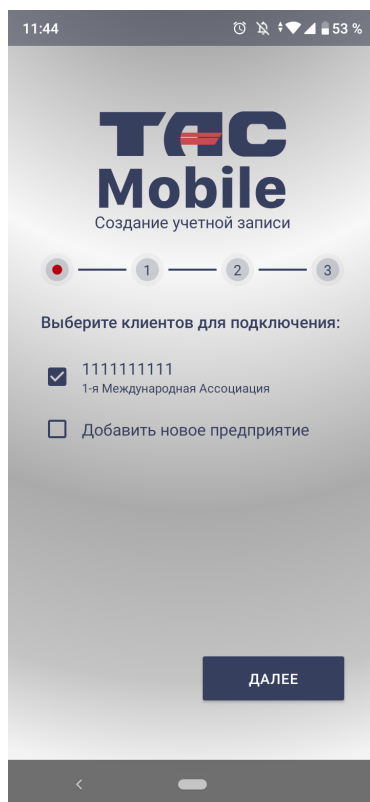 11:44
53 %
ТАС
Mobile
Создание учетной записи
1
2
3
Выберите клиентов для подключения:
1111111111
1-я Международная Ассоциация
Добавить новое предприятие
ДАЛЕЕ